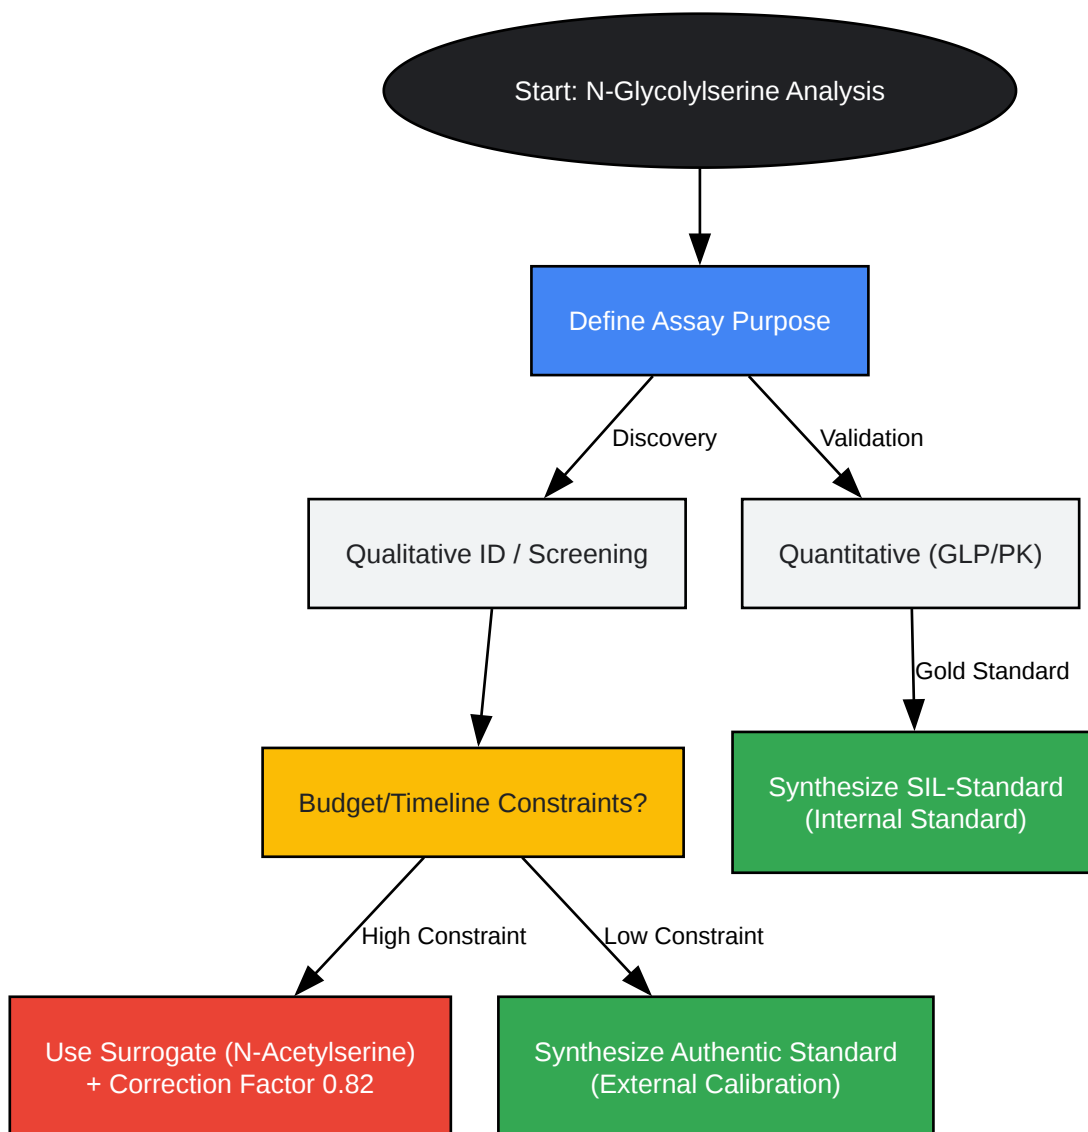 Start: N-Glycolylserine Analysis
Define Assay Purpose
Discovery
Validation
Qualitative ID / Screening
Quantitative (GLP/PK)
Gold Standard
Budget/Timeline Constraints?
Synthesize SIL-Standard
(Internal Standard)
High Constraint
Low Constraint
Use Surrogate (N-Acetylserine)
+ Correction Factor 0.82
Synthesize Authentic Standard
(External Calibration)